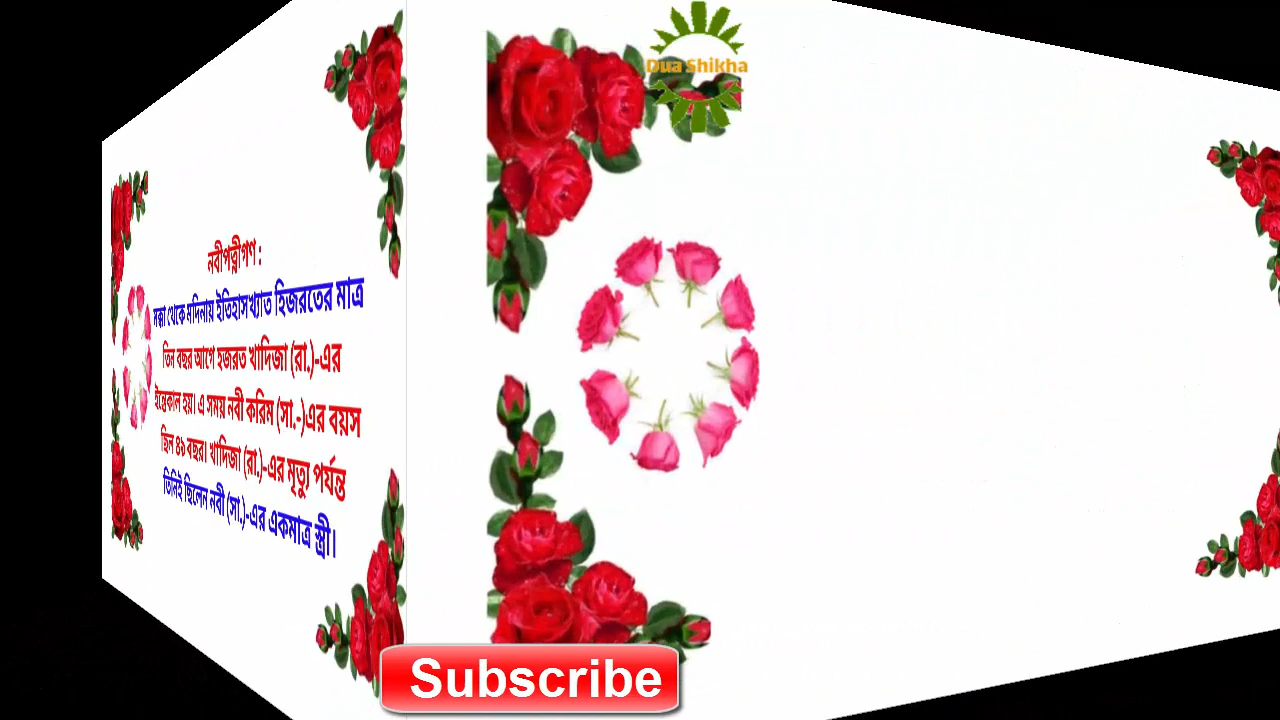 Dua Shikha
নবীপত্নীগণ :
মক্কা থেকে মদিনায় ইতিহাসখ্যাত হিজরতের মাত্র
তিন বছর আগে হজরত খাদিজা (রা.)-এর
ইন্তেকাল হয়। এ সময় নবী করিম (সা.-)এর বয়স
ছিল ৪৯ বছর। খাদিজা (রা.)-এর মৃত্যু পর্যন্ত
তিনিই ছিলেন নবী (সা.)-এর একমাত্র স্ত্রী।
Subscribe